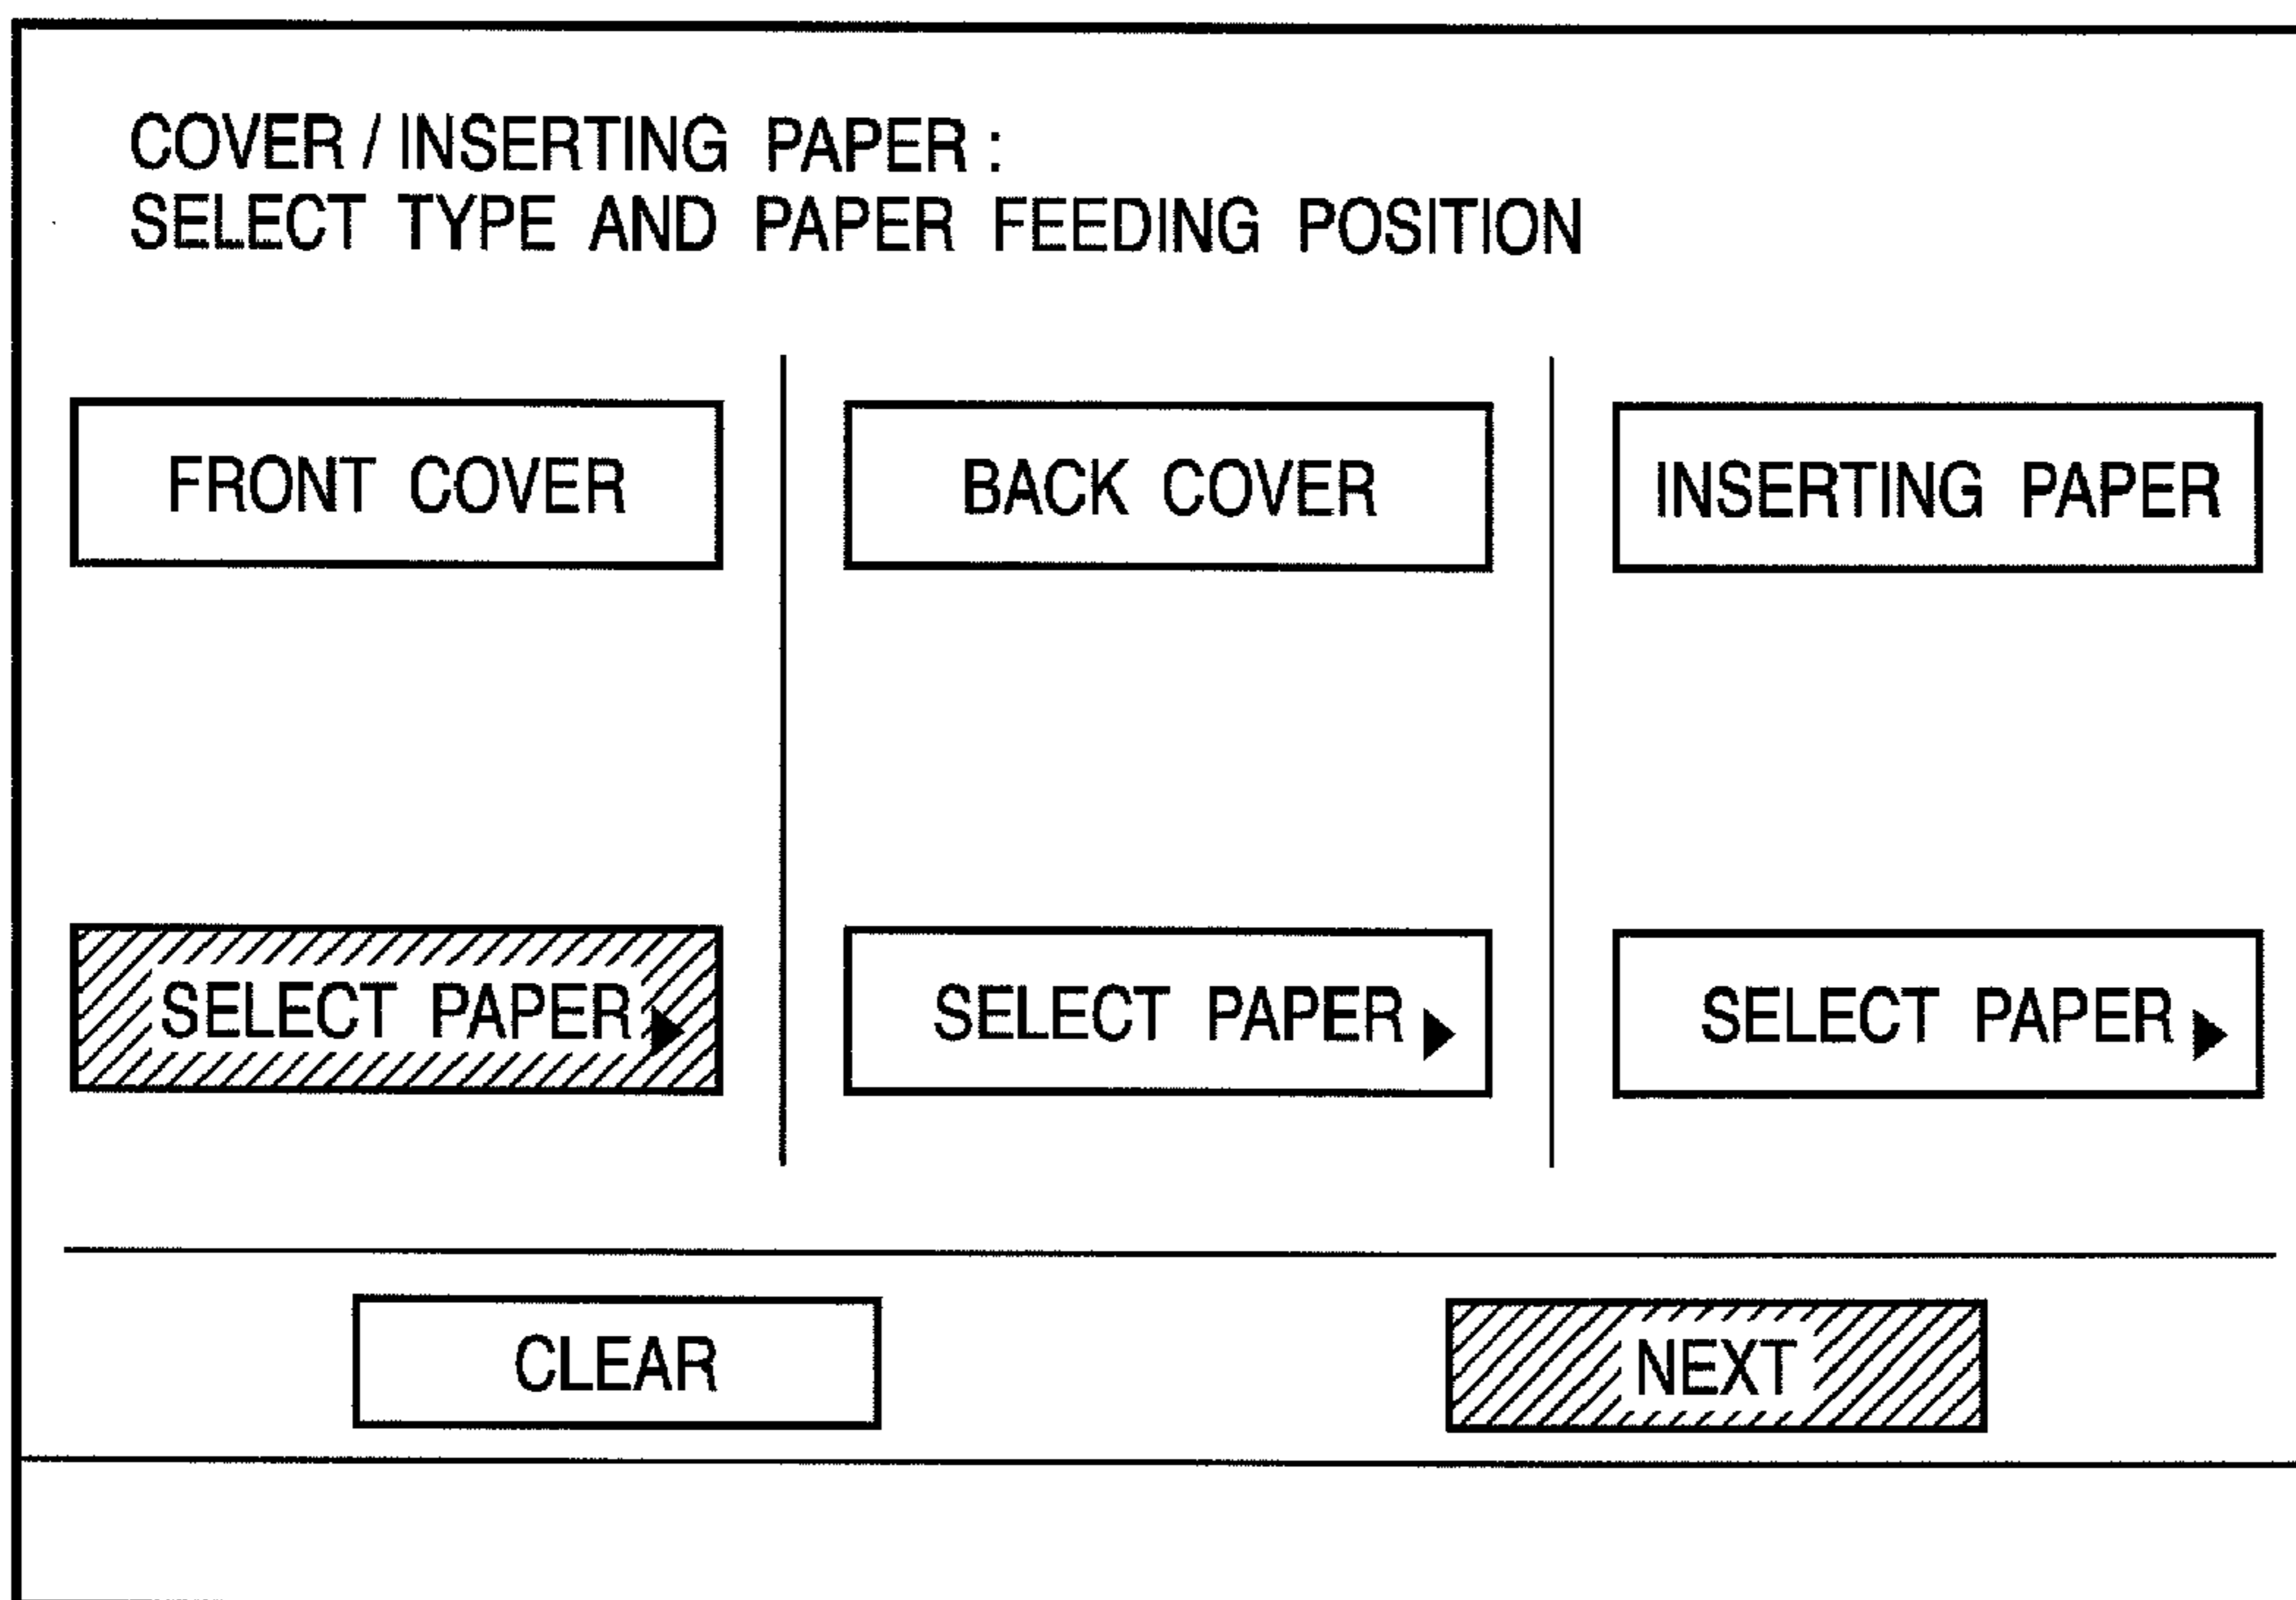 COVER / INSERTING PAPER :
SELECT TYPE AND PAPER FEEDING POSITION
FRONT COVER
BACK COVER
INSERTING PAPER
SELECT PAPER ▶
SELECT PAPER ▶
SELECT PAPER ▶
CLEAR
NEXT